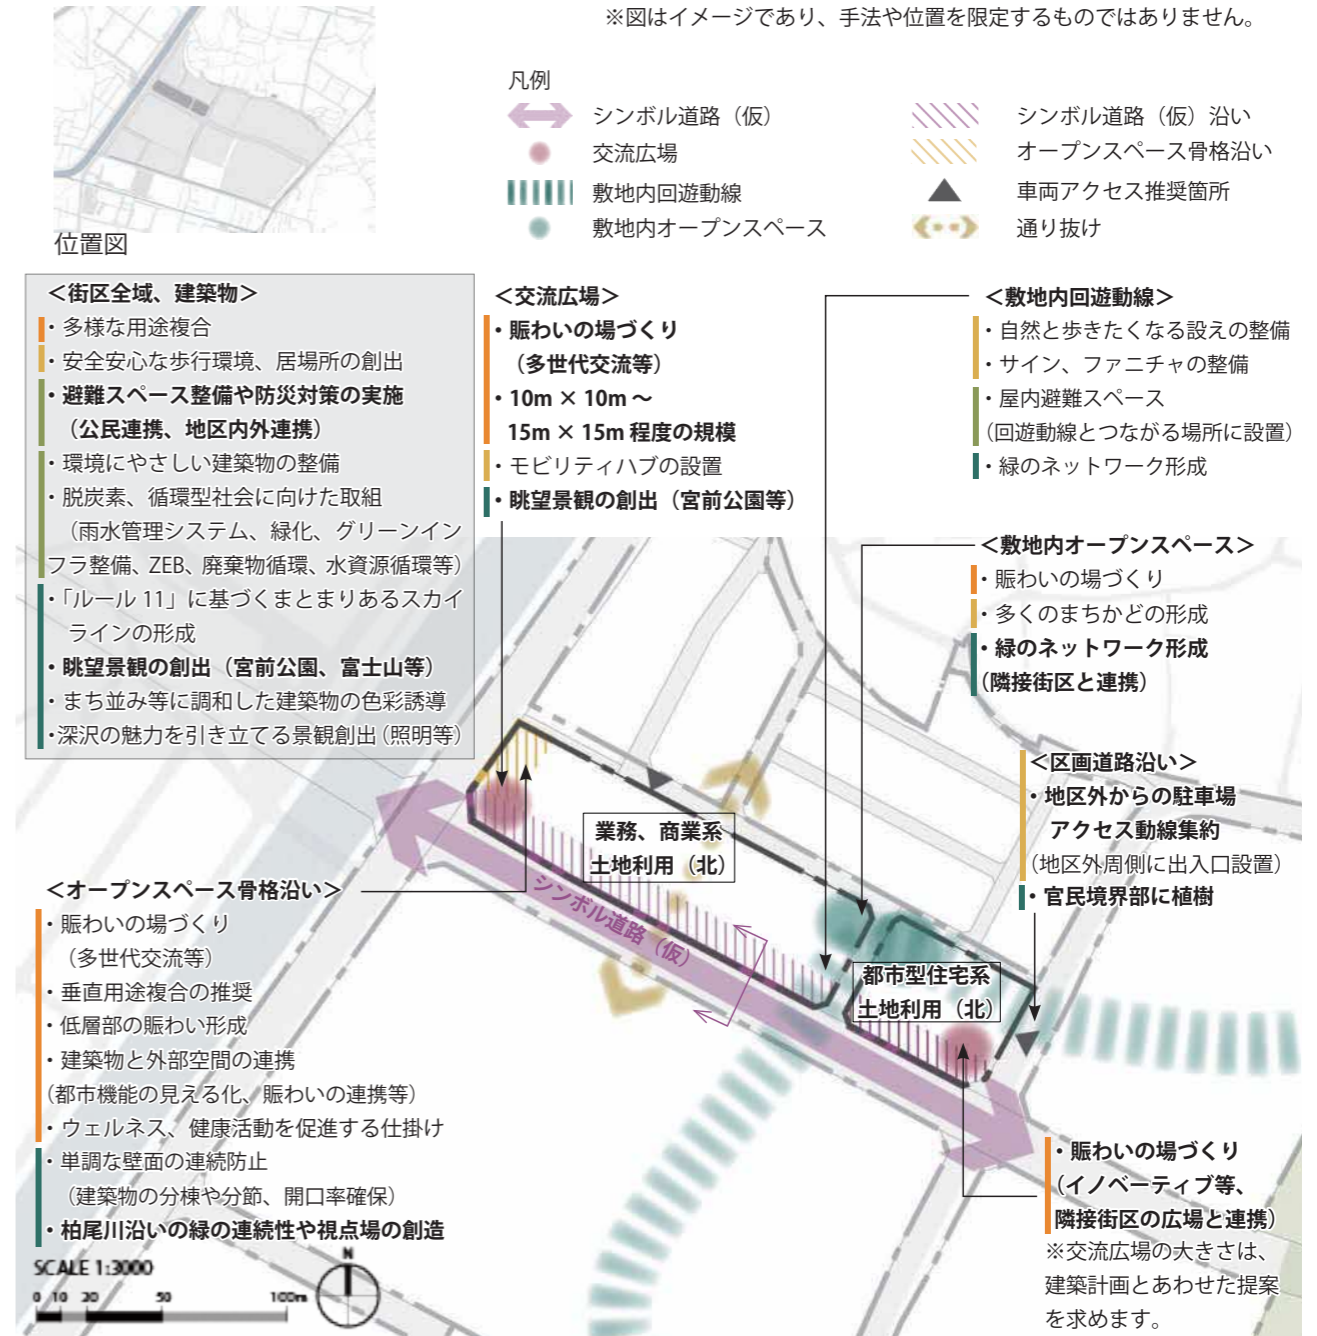 ※図はイメージであり、手法や位置を限定するものではありません。
凡例
シンボル道路（仮）
交流広場
敷地内回遊動線
敷地内オープンスペース
シンボル道路（仮）沿い
オープンスペース骨格沿い
車両アクセス推奨箇所
通り抜け
位置図
＜街区全域、建築物＞
・多様な用途複合
・安全安心な歩行環境、居場所の創出
・避難スペース整備や防災対策の実施
（公民連携、地区内外連携）
・環境にやさしい建築物の整備
・脱炭素、循環型社会に向けた取組
（雨水管理システム、緑化、グリーンイン
フラ整備、ZEB、廃棄物循環、水資源循環等）
・「ルール 11」に基づくまとまりあるスカイ
ラインの形成
・眺望景観の創出（宮前公園、富士山等）
・まち並み等に調和した建築物の色彩誘導
・深沢の魅力を引き立てる景観創出（照明等）
＜交流広場＞
・賑わいの場づくり
（多世代交流等）
・10m × 10m ～
15m × 15m 程度の規模
・モビリティハブの設置
・眺望景観の創出（宮前公園等）
＜敷地内回遊動線＞
・自然と歩きたくなる設えの整備
・サイン、ファニチャの整備
・屋内避難スペース
（回遊動線とつながる場所に設置）
・緑のネットワーク形成
＜敷地内オープンスペース＞
・賑わいの場づくり
・多くのまちかどの形成
・緑のネットワーク形成
（隣接街区と連携）
＜区画道路沿い＞
・地区外からの駐車場
アクセス動線集約
（地区外周側に出入口設置）
・官民境界部に植樹
業務、商業系
土地利用（北）
シンボル道路（仮）
都市型住宅系
土地利用（北）
＜オープンスペース骨格沿い＞
・賑わいの場づくり
（多世代交流等）
・垂直用途複合の推奨
・低層部の賑わい形成
・建築物と外部空間の連携
（都市機能の見える化、賑わいの連携等）
・ウェルネス、健康活動を促進する仕掛け
・単調な壁面の連続防止
（建築物の分棟や分節、開口率確保）
・柏尾川沿いの緑の連続性や視点場の創造
・賑わいの場づくり
（イノベーティブ等、
隣接街区の広場と連携）
※交流広場の大きさは、
建築計画とあわせた提案
を求めます。
SCALE 1:3000
0 10 20 50 100m
N